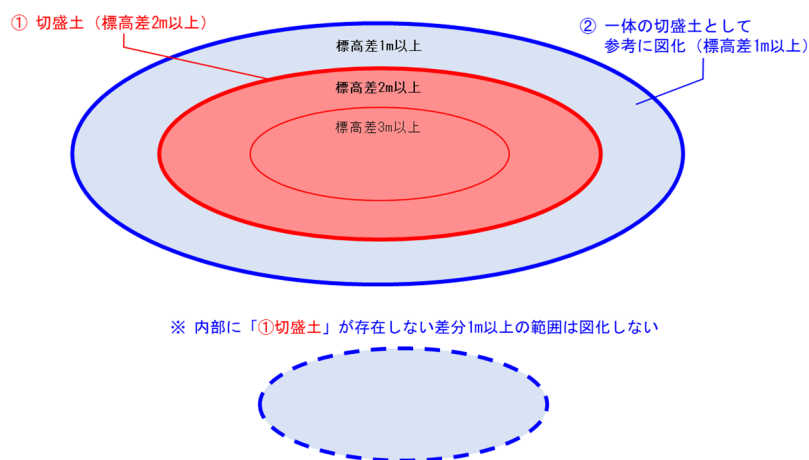 ① 切盛土（標高差2m以上）
② 一体の切盛土として
参考に図化（標高差1m以上）
標高差1m以上
標高差2m以上
標高差3m以上
※ 内部に「①切盛土」が存在しない差分1m以上の範囲は図化しない